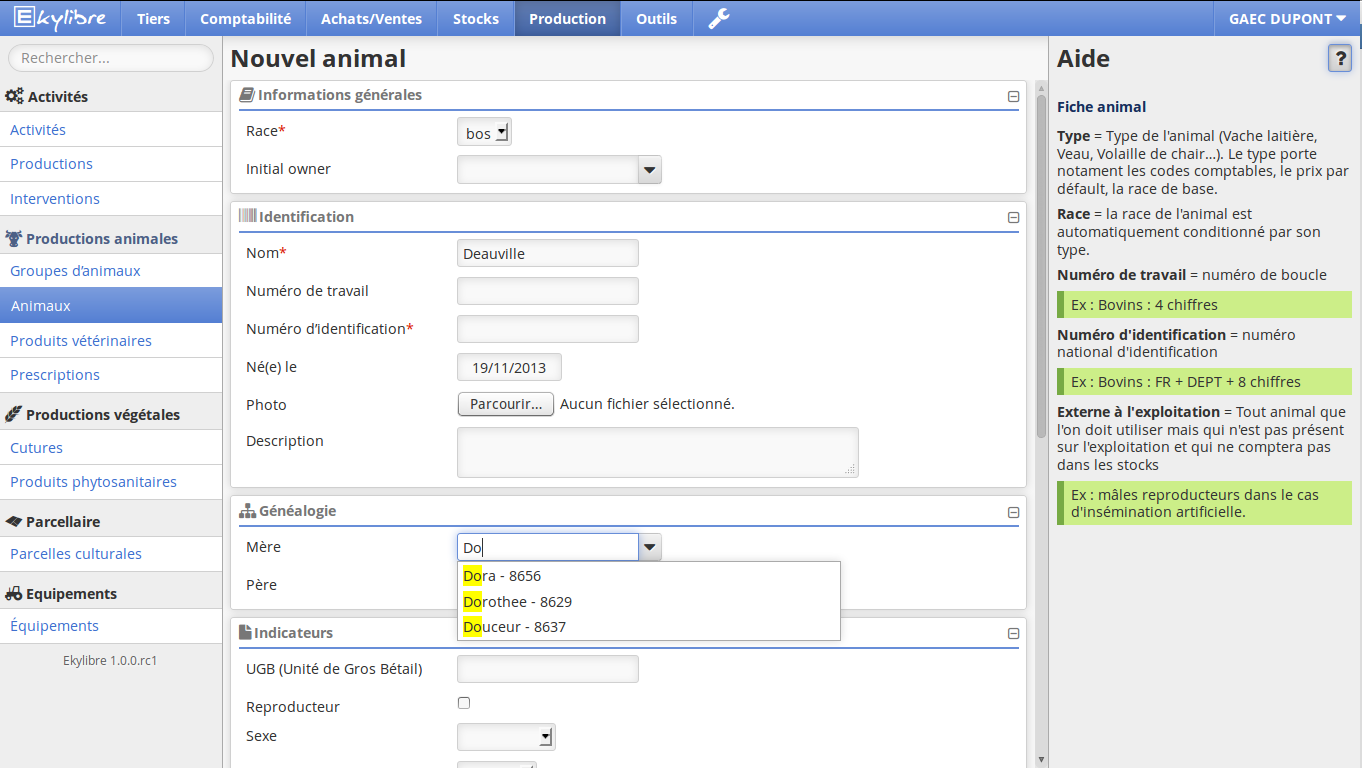 Ekylibre
Tiers
Comptabilité
Achats/Ventes
Stocks
Production
Outils
GAEC DUPONT
Rechercher...
Activités
Activités
Productions
Interventions
Productions animales
Groupes d’animaux
Animaux
Produits vétérinaires
Prescriptions
Productions végétales
Cutures
Produits phytosanitaires
Parcellaire
Parcelles culturales
Equipements
Équipements
Ekylibre 1.0.0.rc1
Nouvel animal
Informations générales
Race*
bos
Initial owner
Identification
Nom*
Deauville
Numéro de travail
Numéro d’identification*
Né(e) le
19/11/2013
Photo
Parcourir... Aucun fichier sélectionné.
Description
Généalogie
Mère
Do
Dora - 8656
Dorothee - 8629
Douceur - 8637
Père
Indicateurs
UGB (Unité de Gros Bétail)
Reproducteur
Sexe
Aide
?
Fiche animal
Type = Type de l'animal (Vache laitière,
Veau, Volaille de chair...). Le type porte
notament les codes comptables, le prix par
défault, la race de base.
Race = la race de l'animal est
automatiquement conditionné par son
type.
Numéro de travail = numéro de boucle
Ex : Bovins : 4 chiffres
Numéro d'identification = numéro
national d'identification
Ex : Bovins : FR + DEPT + 8 chiffres
Externe à l'exploitation = Tout animal que
l'on doit utiliser mais qui n'est pas présent
sur l'exploitation et qui ne comptera pas
dans les stocks
Ex : mâles reproducteurs dans le cas
d'insémination artificielle.